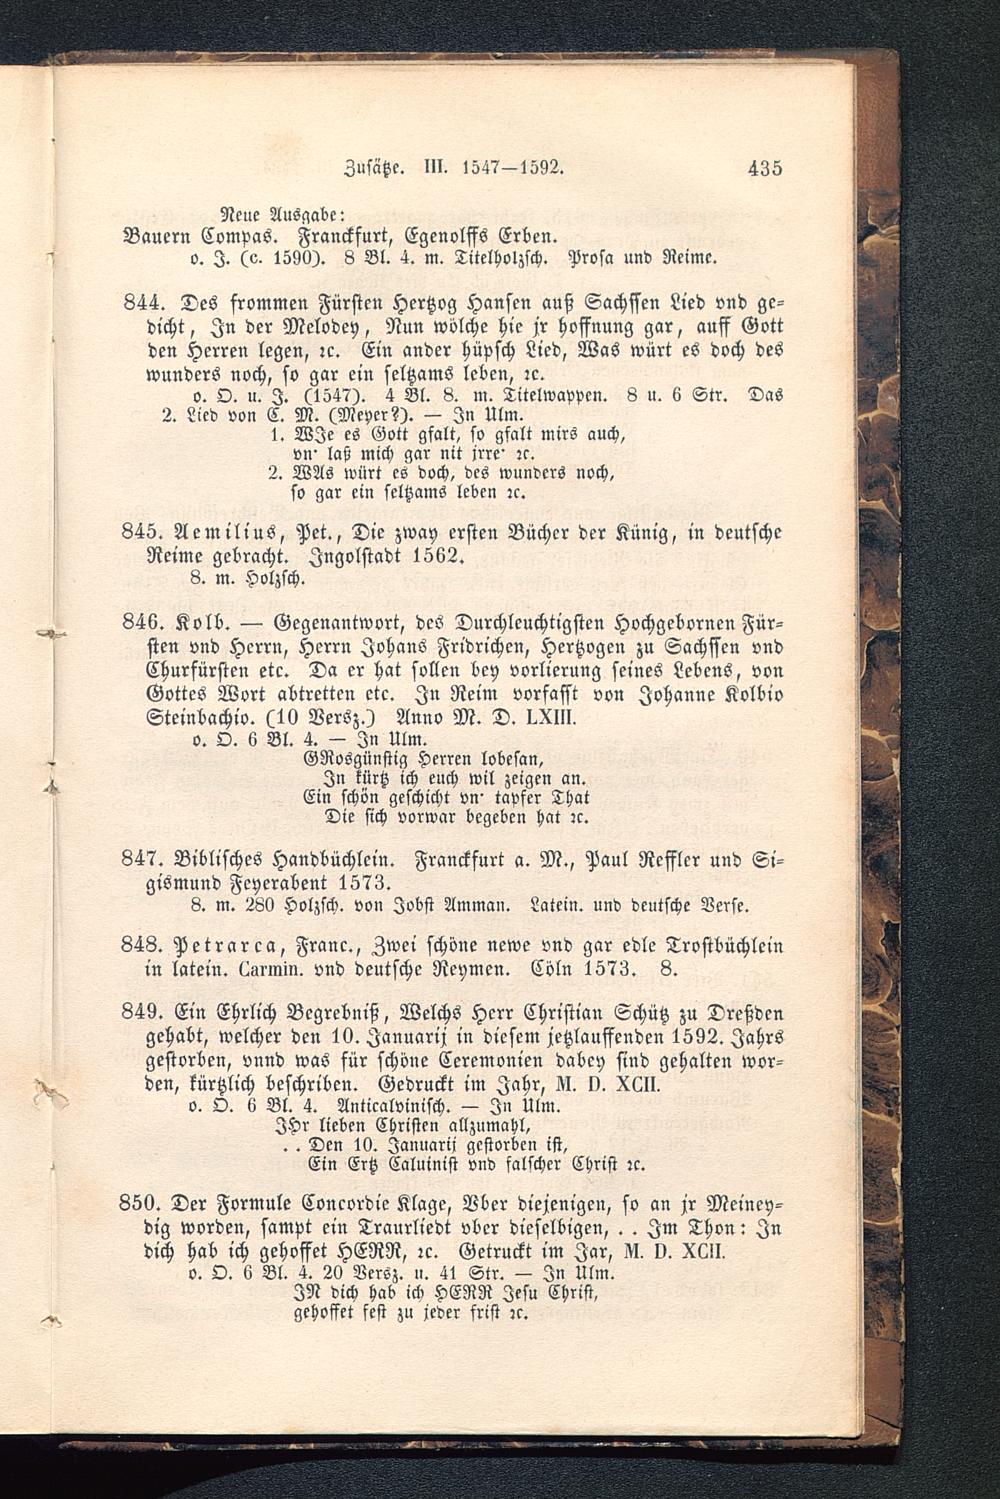 Zusätze. III. 1547—1592. 435
Neue Ausgabe:
Bauern Compas. Franckfurt, Egenolffs Erben.
o. J. (c. 1590). 8 Bl. 4. m. Titelholzsch. Prosa und Reime.
844. Des frommen Fürsten Hertzog Hansen auß Sachssen Lied vnd ge-
dicht, In der Melodey, Nun wölche hie jr hoffnung gar, auff Gott
den Herren legen, ꝛc. Ein ander hüpsch Lied, Was würt es doch des
wunders noch, so gar ein seltzams leben, ꝛc.
o. O. u. J. (1547). 4 Bl. 8. m. Titelwappen. 8 u. 6 Str. Das
2. Lied von C. M. (Meyer?). — In Ulm.
1. WJe es Gott gfalt, so gfalt mirs auch,
vn· laß mich gar nit jrre· ꝛc.
2. WAs würt es doch, des wunders noch,
so gar ein seltzams leben ꝛc.
845. Aemilius, Pet., Die zway ersten Bücher der Künig, in deutsche
Reime gebracht. Ingolstadt 1562.
8. m. Holzsch.
846. Kolb. — Gegenantwort, des Durchleuchtigsten Hochgebornen Für-
sten vnd Herrn, Herrn Johans Fridrichen, Hertzogen zu Sachssen vnd
Churfürsten etc. Da er hat sollen bey vorlierung seines Lebens, von
Gottes Wort abtretten etc. In Reim vorfasst von Johanne Kolbio
Steinbachio. (10 Versz.) Anno M. D. LXIII.
o. O. 6 Bl. 4. — In Ulm.
GRosgünstig Herren lobesan,
In kürtz ich euch wil zeigen an.
Ein schön geschicht vn· tapfer That
Die sich vorwar begeben hat ꝛc.
847. Biblisches Handbüchlein. Franckfurt a. M., Paul Reffler und Si-
gismund Feyerabent 1573.
8. m. 280 Holzsch. von Jobst Amman. Latein. und deutsche Verse.
848. Petrarca, Franc., Zwei schöne newe vnd gar edle Trostbüchlein
in latein. Carmin. vnd deutsche Reymen. Cöln 1573. 8.
849. Ein Ehrlich Begrebniß, Welchs Herr Christian Schütz zu Dreßden
gehabt, welcher den 10. Januarij in diesem jetzlauffenden 1592. Jahrs
gestorben, vnnd was für schöne Ceremonien dabey sind gehalten wor-
den, kürtzlich beschriben. Gedruckt im Jahr, M. D. XCII.
o. O. 6 Bl. 4. Anticalvinisch. — In Ulm.
JHr lieben Christen allzumahl,
. . Den 10. Januarij gestorben ist,
Ein Ertz Caluinist vnd falscher Christ ꝛc.
850. Der Formule Concordie Klage, Vber diejenigen, so an jr Meiney-
dig worden, sampt ein Traurliedt vber dieselbigen, . . Im Thon: In
dich hab ich gehoffet HERR, ꝛc. Getruckt im Jar, M. D. XCII.
o. O. 6 Bl. 4. 20 Versz. u. 41 Str. — In Ulm.
JN dich hab ich HERR Jesu Christ,
gehoffet fest zu jeder frist ꝛc.